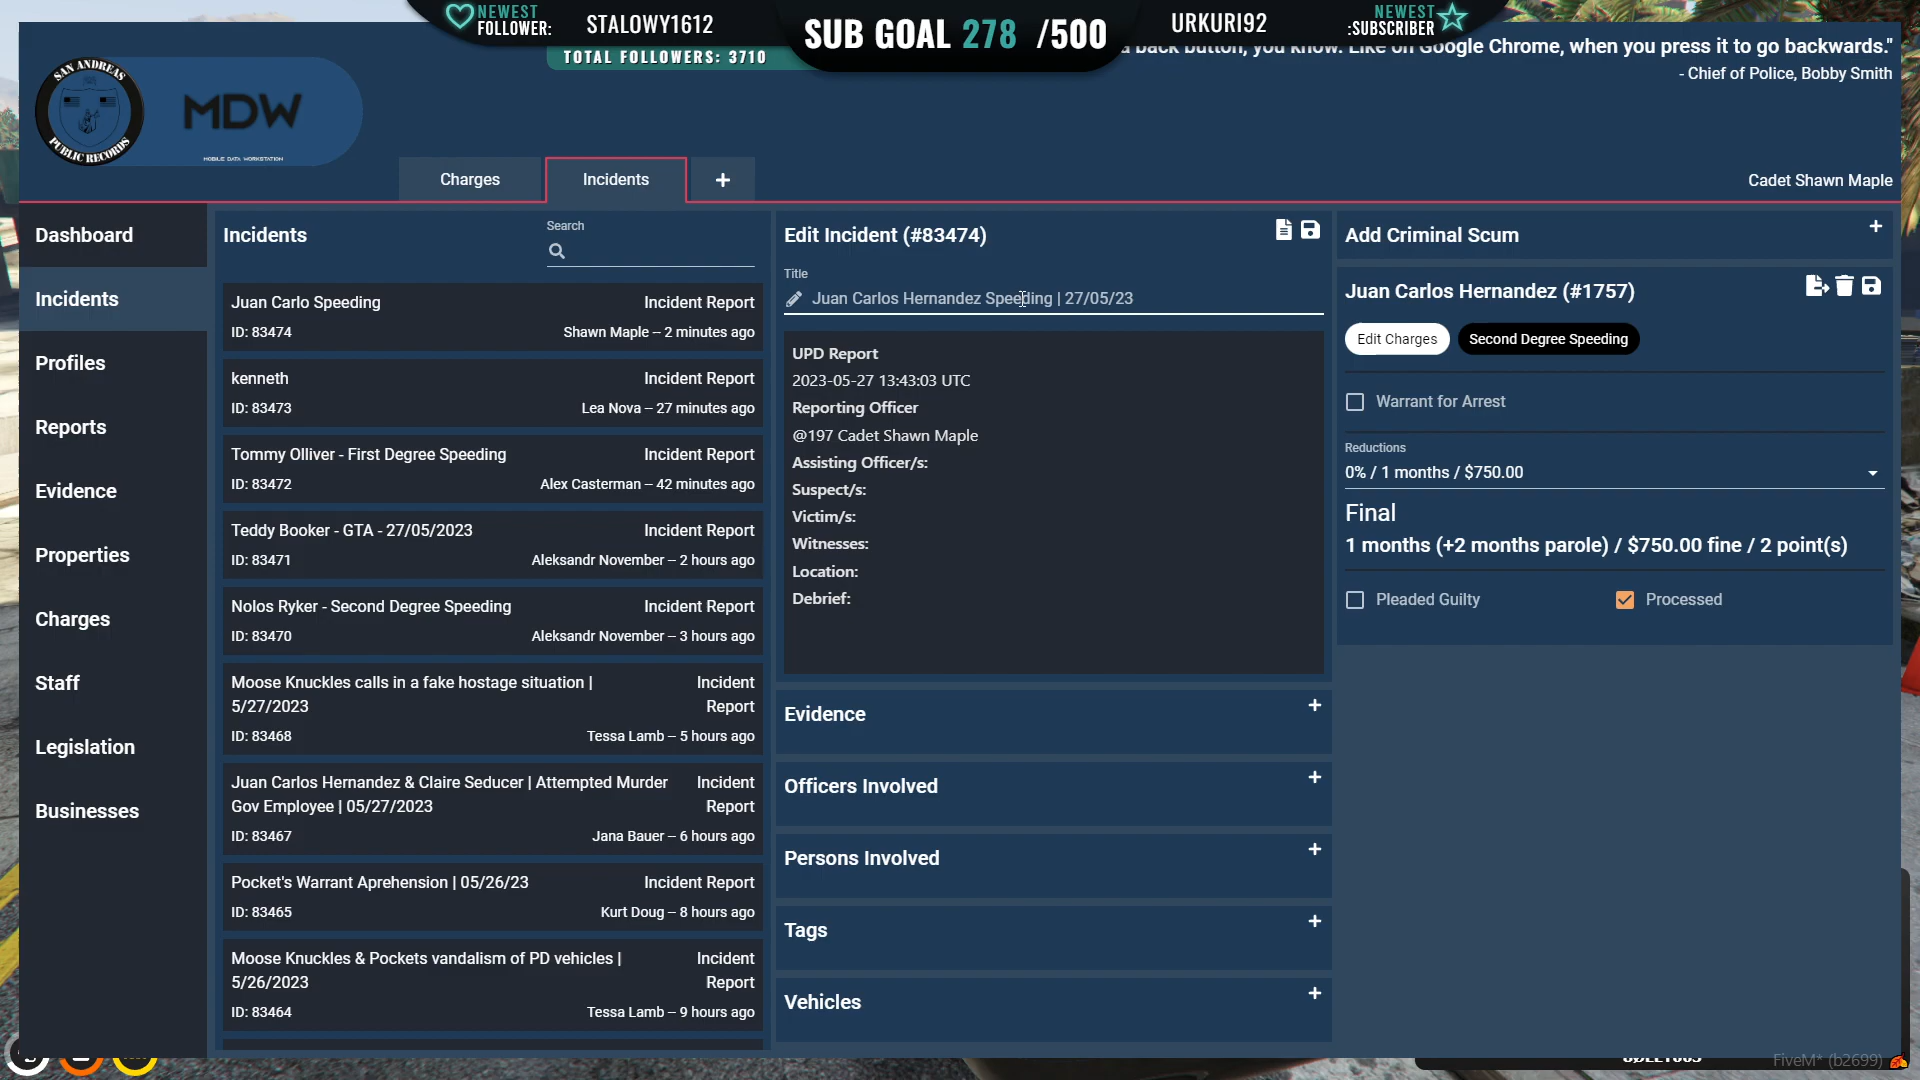 NEWEST
FOLLOWER:
STALOWY1612
SUB GOAL 278 /500
URKURI92
NEWEST
:SUBSCRIBER
TOTAL FOLLOWERS: 3710
a back button, you know. Like on Google Chrome, when you press it to go backwards."
- Chief of Police, Bobby Smith
SAN ANDREAS
PUBLIC RECORDS
MDW
MOBILE DATA WORKSTATION
Charges
Incidents
+
Cadet Shawn Maple
Dashboard
Incidents
Profiles
Reports
Evidence
Properties
Charges
Staff
Legislation
Businesses
Incidents
Search
Juan Carlo Speeding
Incident Report
ID: 83474
Shawn Maple – 2 minutes ago
kenneth
Incident Report
ID: 83473
Lea Nova – 27 minutes ago
Tommy Olliver - First Degree Speeding
Incident Report
ID: 83472
Alex Casterman – 42 minutes ago
Teddy Booker - GTA - 27/05/2023
Incident Report
ID: 83471
Aleksandr November – 2 hours ago
Nolos Ryker - Second Degree Speeding
Incident Report
ID: 83470
Aleksandr November – 3 hours ago
Moose Knuckles calls in a fake hostage situation |
5/27/2023
Incident
Report
ID: 83468
Tessa Lamb – 5 hours ago
Juan Carlos Hernandez & Claire Seducer | Attempted Murder
Gov Employee | 05/27/2023
Incident
Report
ID: 83467
Jana Bauer – 6 hours ago
Pocket's Warrant Aprehension | 05/26/23
Incident Report
ID: 83465
Kurt Doug – 8 hours ago
Moose Knuckles & Pockets vandalism of PD vehicles |
5/26/2023
Incident
Report
ID: 83464
Tessa Lamb – 9 hours ago
Edit Incident (#83474)
Title
Juan Carlos Hernandez Speeding | 27/05/23
UPD Report
2023-05-27 13:43:03 UTC
Reporting Officer
@197 Cadet Shawn Maple
Assisting Officer/s:
Suspect/s:
Victim/s:
Witnesses:
Location:
Debrief:
Evidence
+
Officers Involved
+
Persons Involved
+
Tags
+
Vehicles
+
Add Criminal Scum
+
Juan Carlos Hernandez (#1757)
Edit Charges
Second Degree Speeding
Warrant for Arrest
Reductions
0% / 1 months / $750.00
Final
1 months (+2 months parole) / $750.00 fine / 2 point(s)
Pleaded Guilty
Processed
FiveM* (b2699)